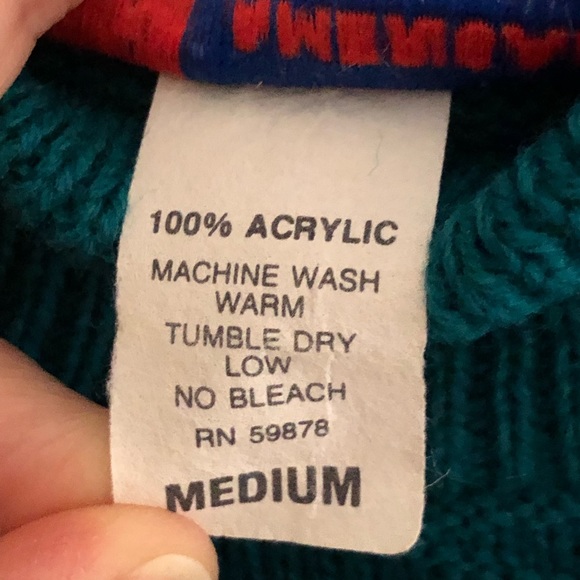 100% ACRYLIC
MACHINE WASH
WARM
TUMBLE DRY
LOW
NO BLEACH
RN 59878
MEDIUM